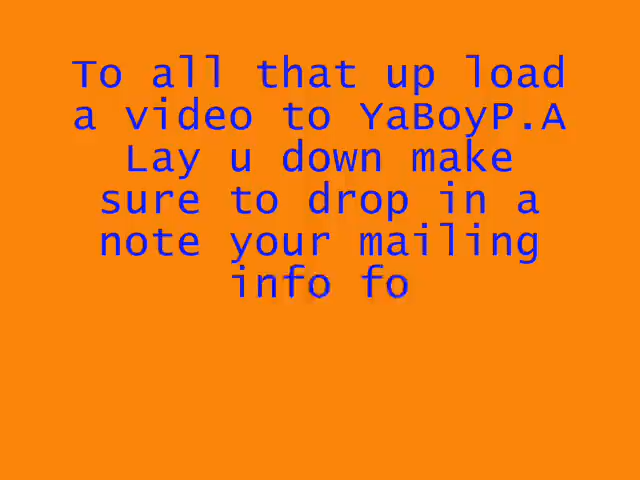 To all that up load
a video to YaBoyP.A
Lay u down make
sure to drop in a
note your mailing
info fo